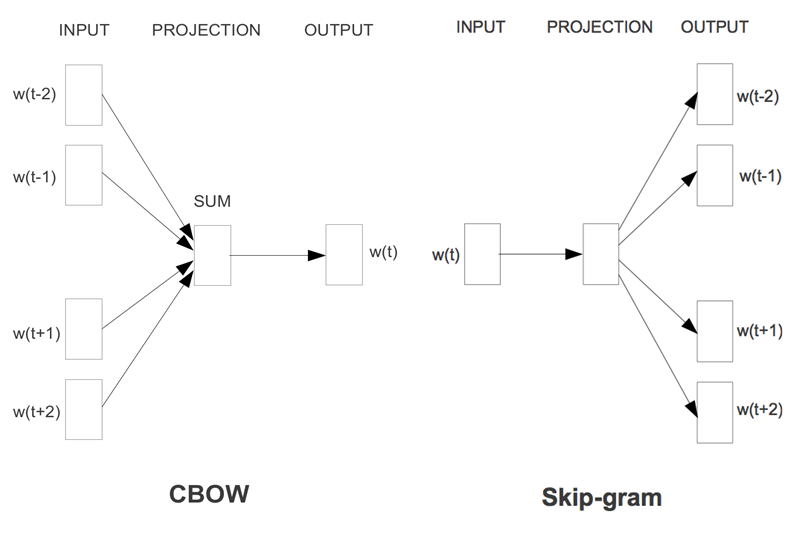 INPUT PROJECTION OUTPUT
w(t-2)
w(t-1)
SUM
w(t)
w(t+1)
w(t+2)
CBOW
INPUT PROJECTION OUTPUT
w(t-2)
w(t-1)
w(t)
w(t+1)
w(t+2)
Skip-gram